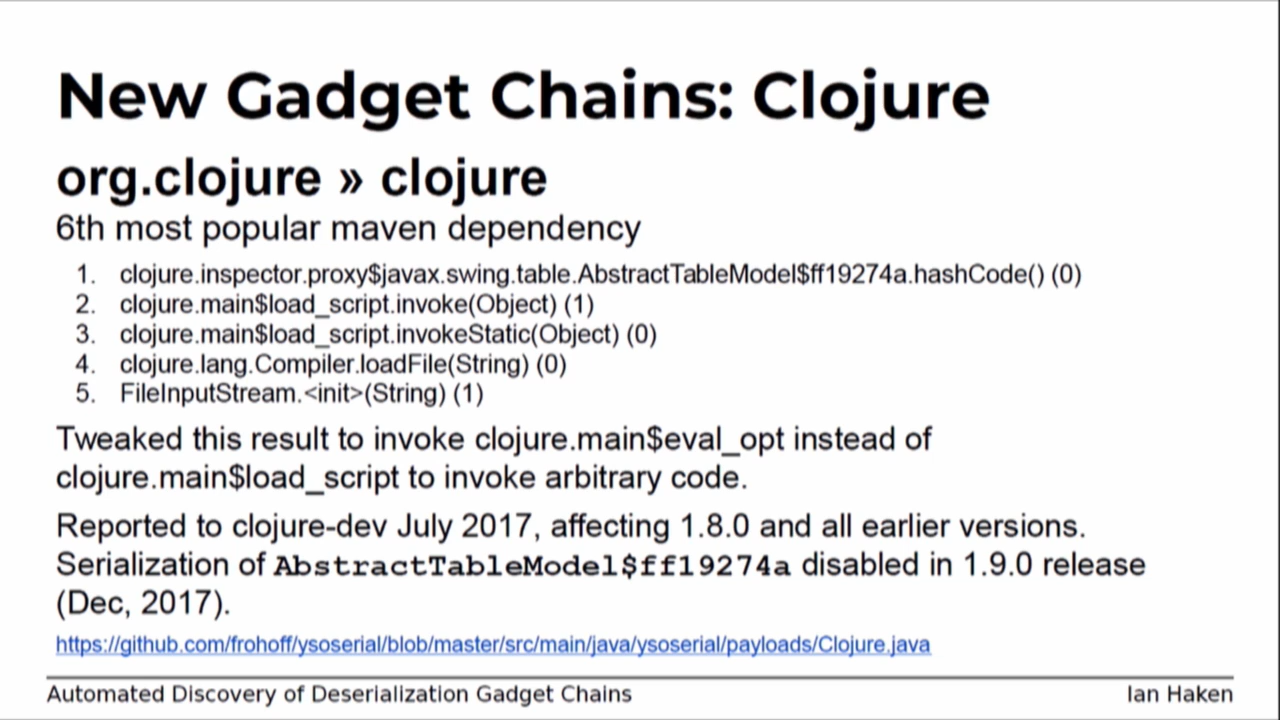 New Gadget Chains: Clojure
org.clojure » clojure
6th most popular maven dependency
1. clojure.inspector.proxy$javax.swing.table.AbstractTableModel$ff19274a.hashCode() (0)
2. clojure.main$load_script.invoke(Object) (1)
3. clojure.main$load_script.invokeStatic(Object) (0)
4. clojure.lang.Compiler.loadFile(String) (0)
5. FileInputStream.<init>(String) (1)
Tweaked this result to invoke clojure.main$eval_opt instead of
clojure.main$load_script to invoke arbitrary code.
Reported to clojure-dev July 2017, affecting 1.8.0 and all earlier versions.
Serialization of AbstractTableModel$ff19274a disabled in 1.9.0 release
(Dec, 2017).
https://github.com/frohoff/ysoserial/blob/master/src/main/java/ysoserial/payloads/Clojure.java
Automated Discovery of Deserialization Gadget Chains
Ian Haken